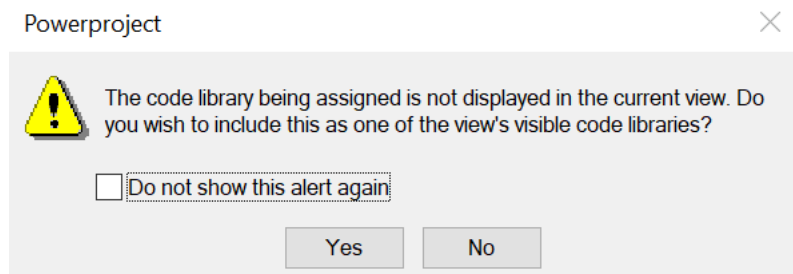 Powerproject
The code library being assigned is not displayed in the current view. Do
you wish to include this as one of the view's visible code libraries?
Do not show this alert again
Yes No